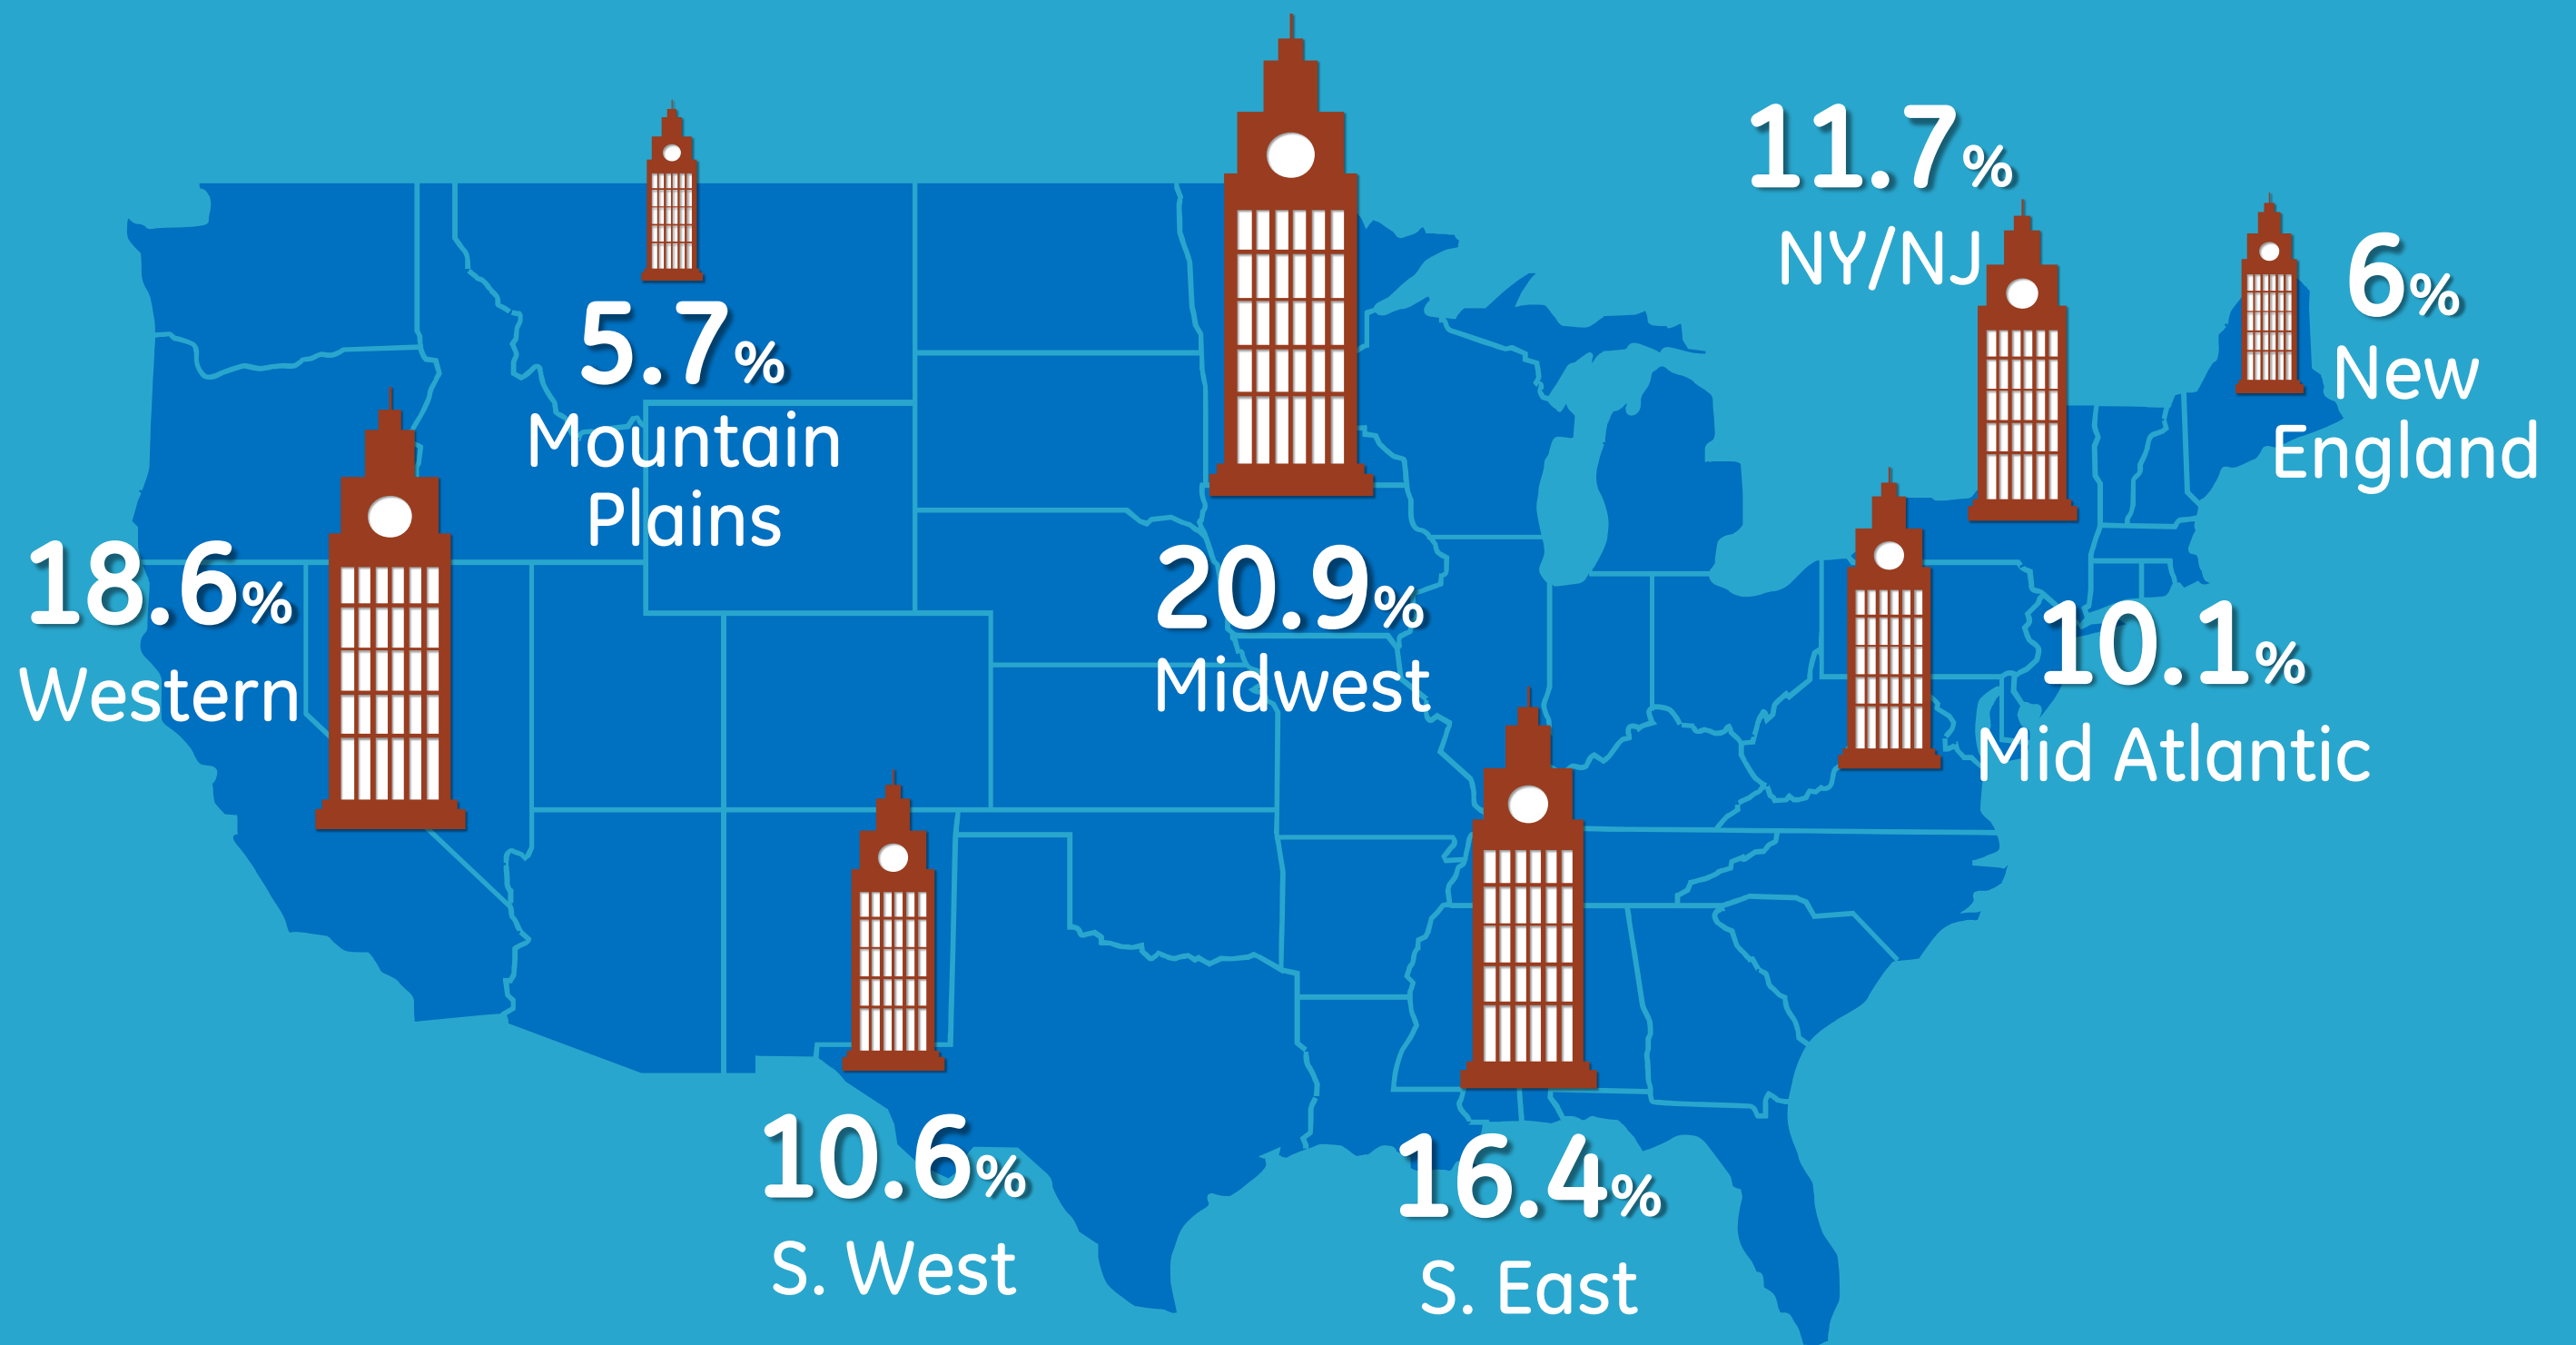 11.7%
NY/NJ
6%
New
England
5.7%
Mountain
Plains
18.6%
Western
20.9%
Midwest
10.1%
Mid Atlantic
10.6%
S. West
16.4%
S. East